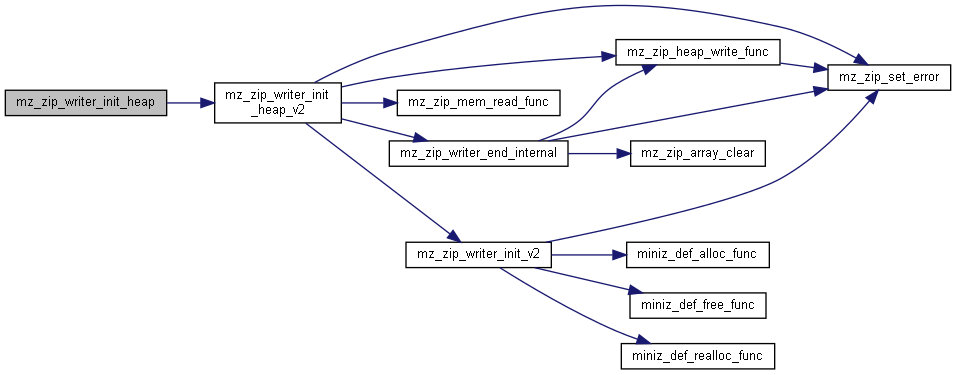 mz_zip_writer_init_heap
mz_zip_writer_init
_heap_v2
mz_zip_heap_write_func
mz_zip_set_error
mz_zip_mem_read_func
mz_zip_writer_end_internal
mz_zip_array_clear
mz_zip_writer_init_v2
miniz_def_alloc_func
miniz_def_free_func
miniz_def_realloc_func